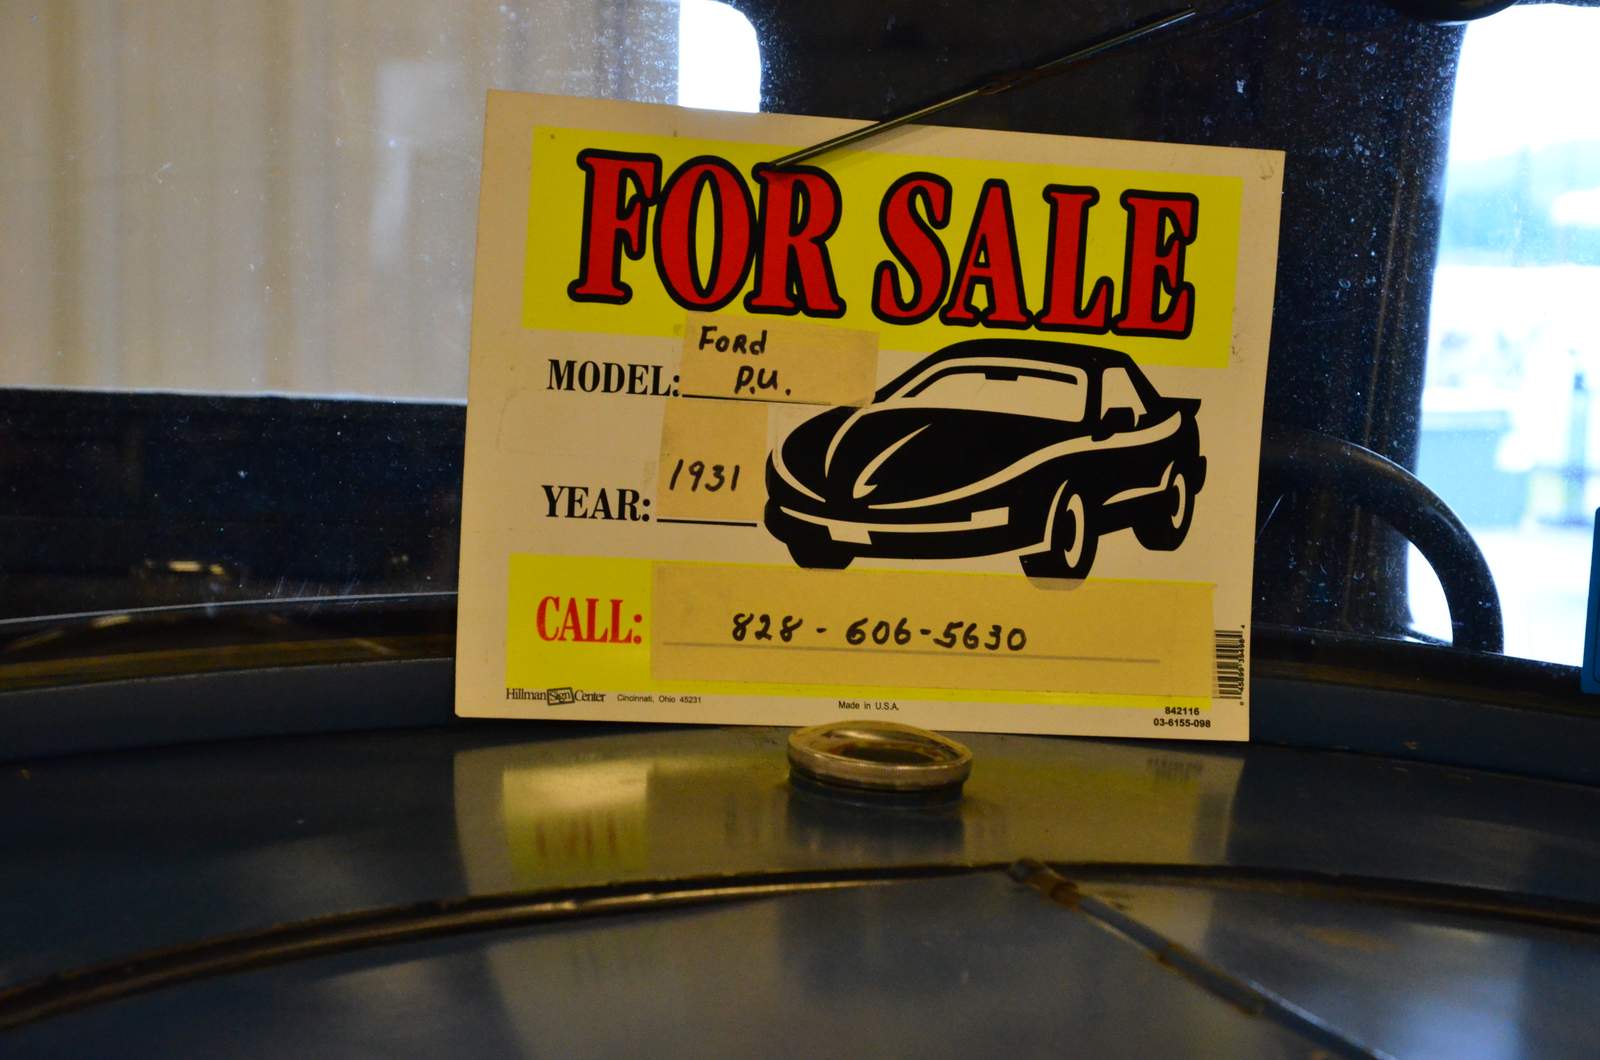 FOR SALE
Ford
MODEL: P.U.
YEAR: 1931
CALL: 828-606-5630
Hillman Sign Center Cincinnati, Ohio 45231
Made in U.S.A.
842116
03-6155-098